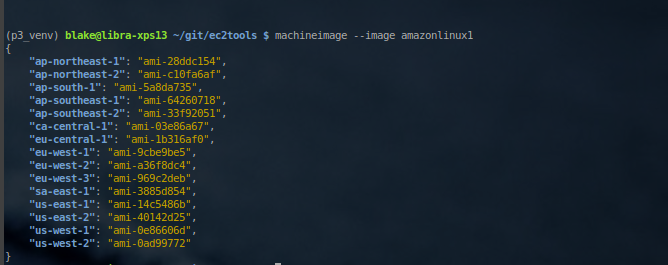 (p3_venv) blake@libra-xps13 ~/git/ec2tools $ machineimage --image amazonlinux1
{
    "ap-northeast-1": "ami-28ddc154",
    "ap-northeast-2": "ami-c10fa6af",
    "ap-south-1": "ami-5a8da735",
    "ap-southeast-1": "ami-64260718",
    "ap-southeast-2": "ami-33f92051",
    "ca-central-1": "ami-03e86a67",
    "eu-central-1": "ami-1b316af0",
    "eu-west-1": "ami-9cbe9be5",
    "eu-west-2": "ami-a36f8dc4",
    "eu-west-3": "ami-969c2deb",
    "sa-east-1": "ami-3885d854",
    "us-east-1": "ami-14c5486b",
    "us-east-2": "ami-40142d25",
    "us-west-1": "ami-0e86606d",
    "us-west-2": "ami-0ad99772"
}